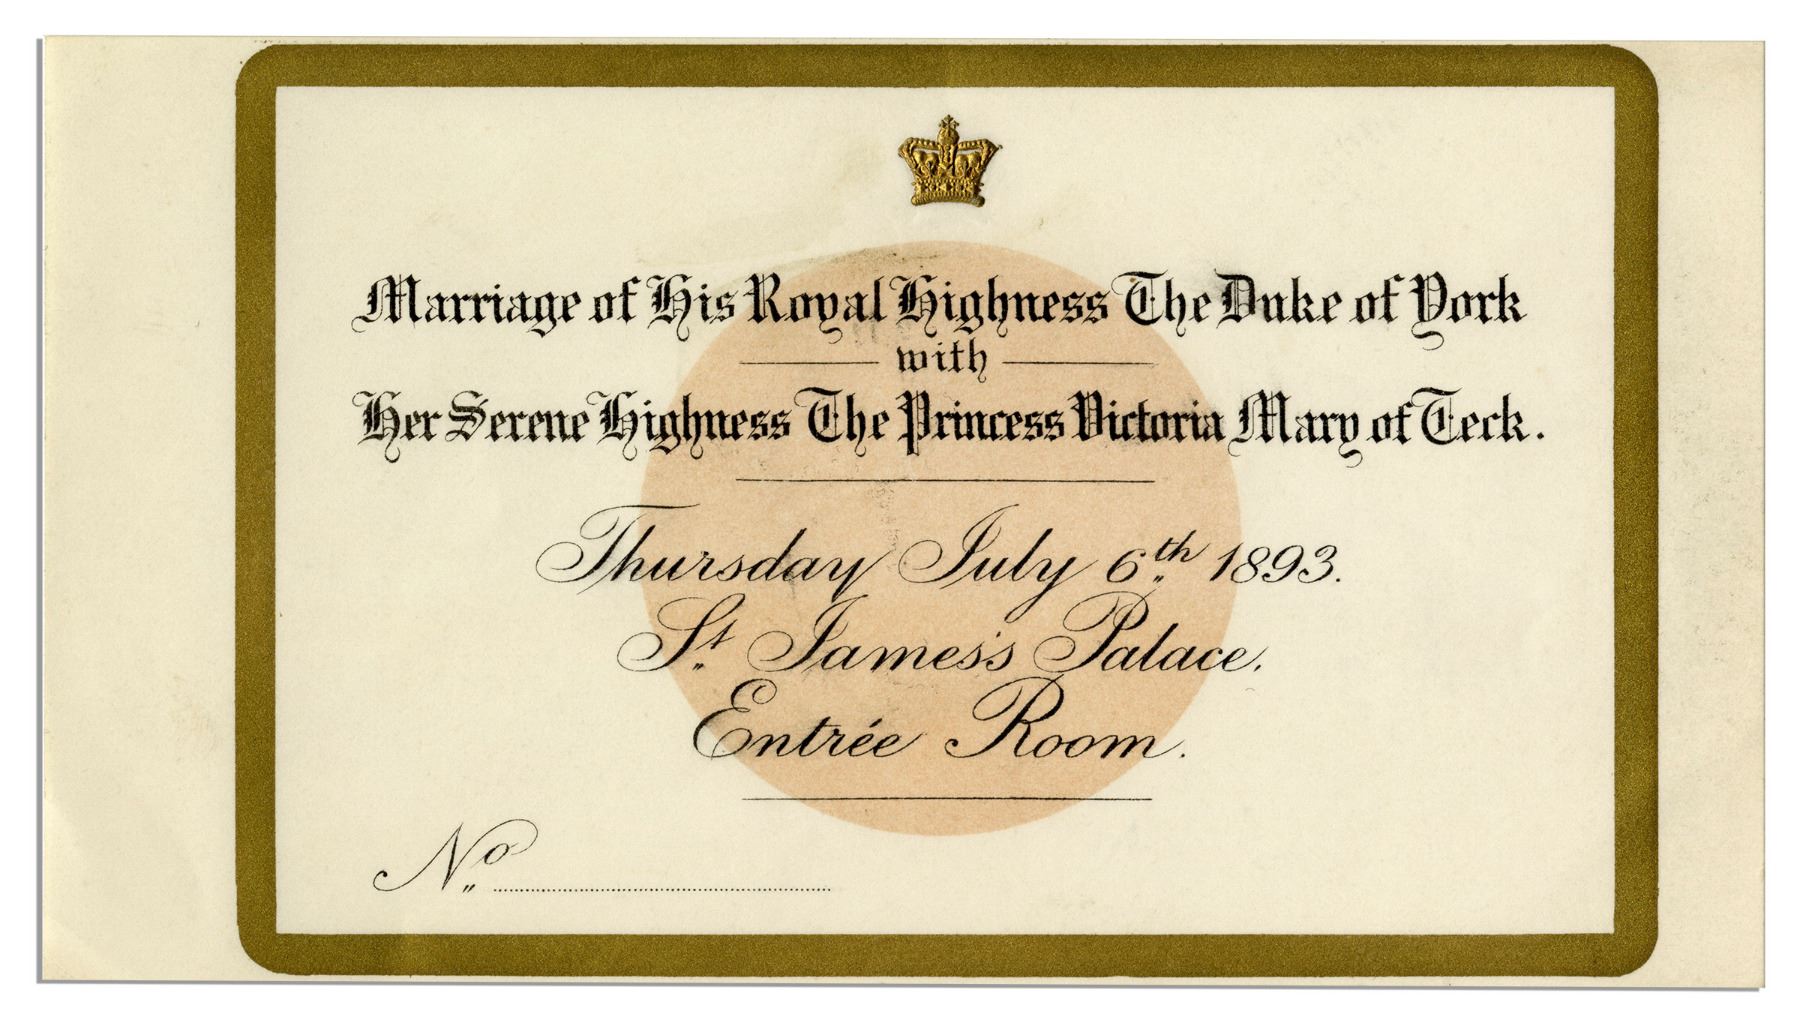 Marriage of His Royal Highness The Duke of York
with
Her Serene Highness The Princess Victoria Mary of Teck.
Thursday July 6th 1893.
St James's Palace.
Entrée Room.
No